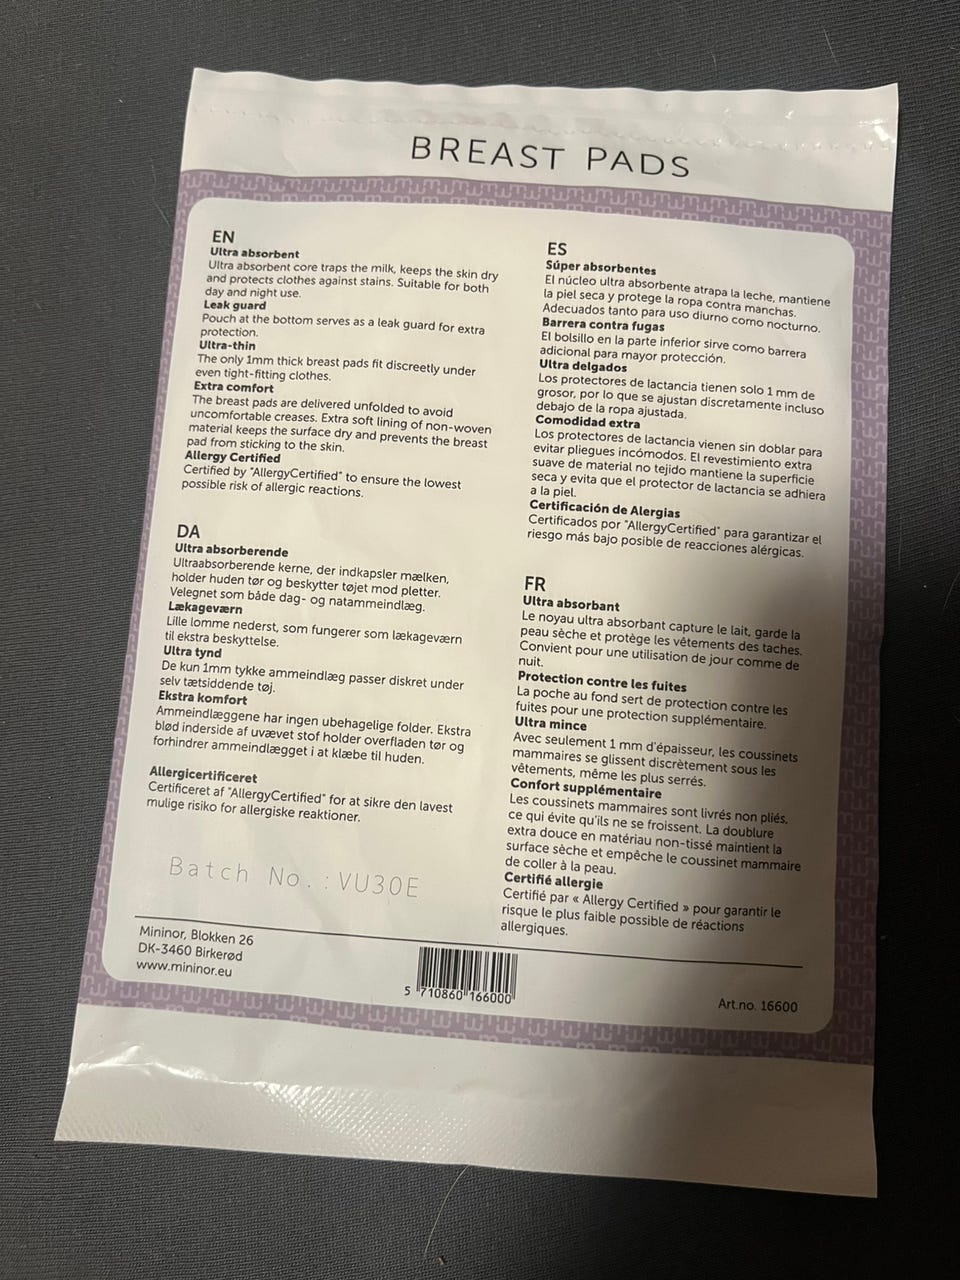 BREAST PADS
EN
Ultra absorbent
Ultra absorbent core traps the milk, keeps the skin dry
and protects clothes against stains. Suitable for both
day and night use.
Leak guard
Pouch at the bottom serves as a leak guard for extra
protection.
Ultra-thin
The only 1mm thick breast pads fit discreetly under
even tight-fitting clothes.
Extra comfort
The breast pads are delivered unfolded to avoid
uncomfortable creases. Extra soft lining of non-woven
material keeps the surface dry and prevents the breast
pad from sticking to the skin.
Allergy Certified
Certified by "AllergyCertified" to ensure the lowest
possible risk of allergic reactions.
DA
Ultra absorberende
Ultraabsorberende kerne, der indkapsler mælken,
holder huden tør og beskytter tøjet mod pletter.
Velegnet som både dag- og natammeindlæg.
Lækageværn
Lille lomme nederst, som fungerer som lækageværn
til ekstra beskyttelse.
Ultra tynd
De kun 1mm tykke ammeindlæg passer diskret under
selv tætsiddende tøj.
Ekstra komfort
Ammeindlæggene har ingen ubehagelige folder. Ekstra
blød inderside af uvævet stof holder overfladen tør og
forhindrer ammeindlægget i at klæbe til huden.
Allergicertificeret
Certificeret af "AllergyCertified" for at sikre den lavest
mulige risiko for allergiske reaktioner.
Batch No.: VU30E
ES
Súper absorbentes
El núcleo ultra absorbente atrapa la leche, mantiene
la piel seca y protege la ropa contra manchas.
Adecuados tanto para uso diurno como nocturno.
Barrera contra fugas
El bolsillo en la parte inferior sirve como barrera
adicional para mayor protección.
Ultra delgados
Los protectores de lactancia tienen solo 1 mm de
grosor, por lo que se ajustan discretamente incluso
debajo de la ropa ajustada.
Comodidad extra
Los protectores de lactancia vienen sin doblar para
evitar pliegues incómodos. El revestimiento extra
suave de material no tejido mantiene la superficie
seca y evita que el protector de lactancia se adhiera
a la piel.
Certificación de Alergias
Certificados por "AllergyCertified" para garantizar el
riesgo más bajo posible de reacciones alérgicas.
FR
Ultra absorbant
Le noyau ultra absorbant capture le lait, garde la
peau sèche et protège les vêtements des taches.
Convient pour une utilisation de jour comme de
nuit.
Protection contre les fuites
La poche au fond sert de protection contre les
fuites pour une protection supplémentaire.
Ultra mince
Avec seulement 1 mm d'épaisseur, les coussinets
mammaires se glissent discrètement sous les
vêtements, même les plus serrés.
Confort supplémentaire
Les coussinets mammaires sont livrés non pliés,
ce qui évite qu'ils ne se froissent. La doublure
extra douce en matériau non-tissé maintient la
surface sèche et empêche le coussinet mammaire
de coller à la peau.
Certifié allergie
Certifié par « Allergy Certified » pour garantir le
risque le plus faible possible de réactions
allergiques.
Mininor, Blokken 26
DK-3460 Birkerød
www.mininor.eu
5 710860 166000
Art.no. 16600